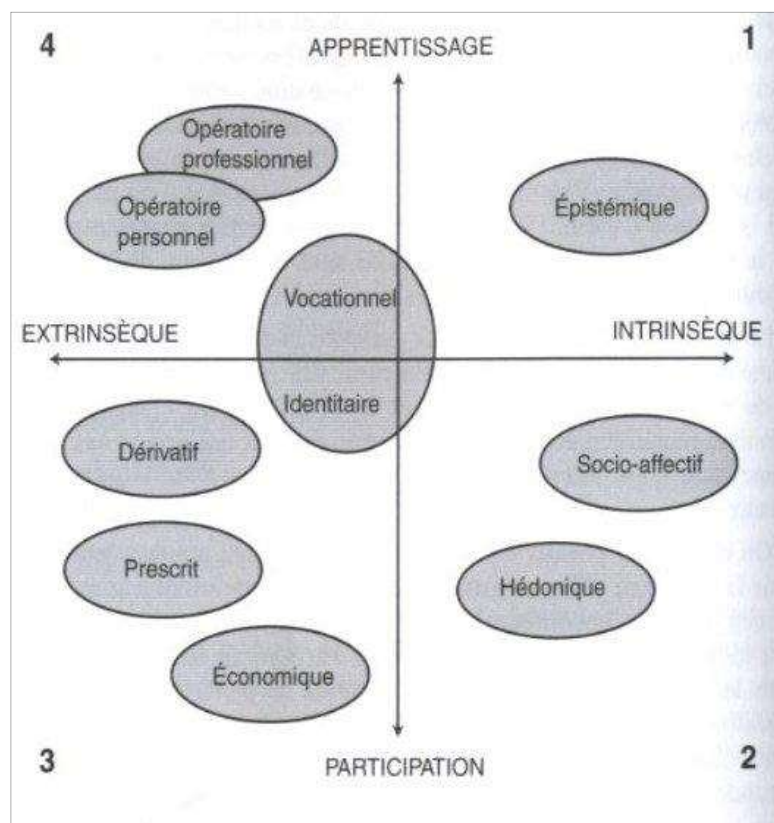 4
1
APPRENTISSAGE
Opératoire
professionnel
Opératoire
personnel
Épistémique
Vocationnel
EXTRINSÈQUE
INTRINSÈQUE
Identitaire
Dérivatif
Socio-affectif
Prescrit
Hédonique
Économique
3
PARTICIPATION
2